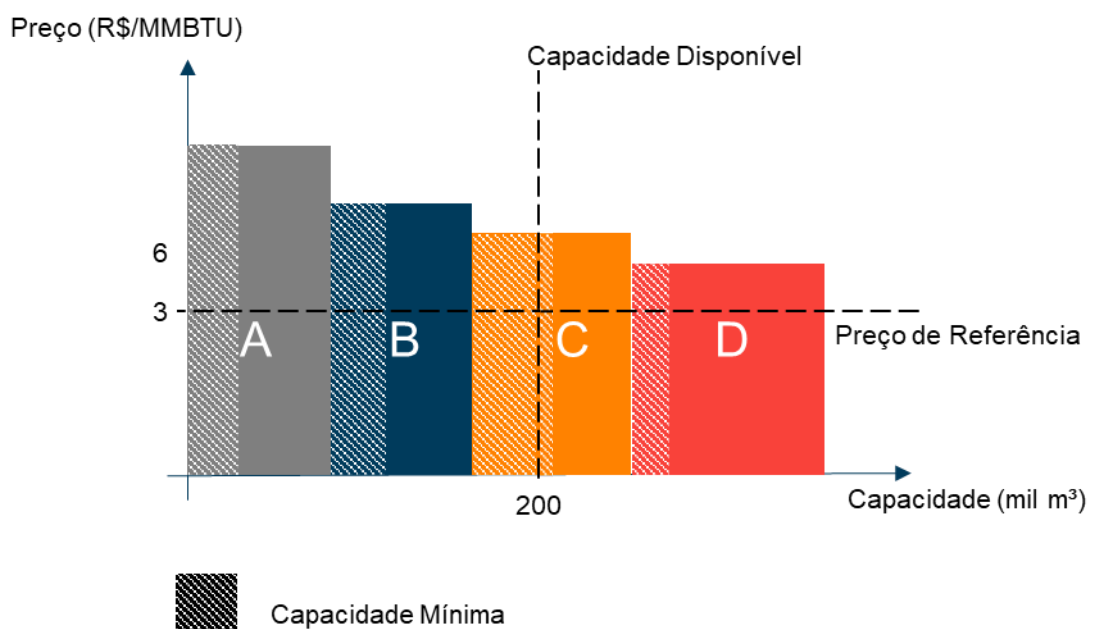 Preço (R$/MMBTU)
Capacidade Disponível
6
3
A
B
C
D
Preço de Referência
200
Capacidade (mil m³)
Capacidade Mínima